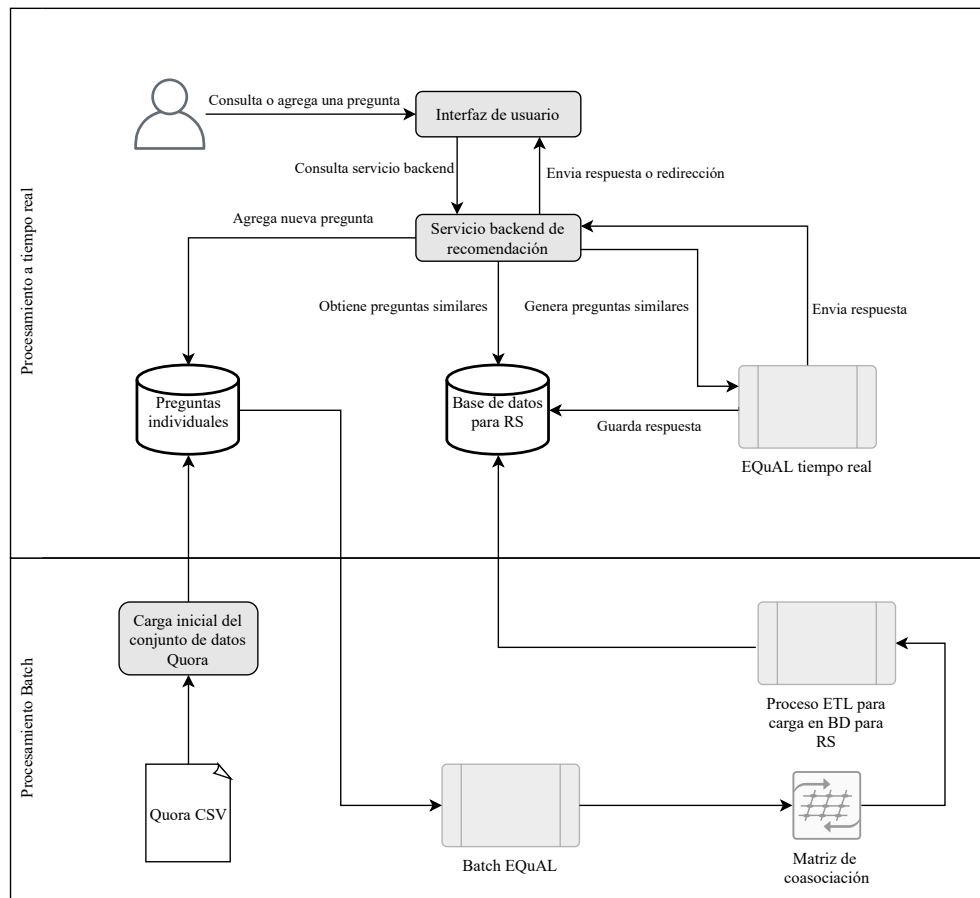 Procesamiento a tiempo real
Consulta o agrega una pregunta
Interfaz de usuario
Consulta servicio backend
Envia respuesta o redirección
Agrega nueva pregunta
Servicio backend de
recomendación
Obtiene preguntas similares
Genera preguntas similares
Envia respuesta
Preguntas
individuales
Base de datos
para RS
Guarda respuesta
EQuAL tiempo real
Procesamiento Batch
Carga inicial del
conjunto de datos
Quora
Proceso ETL para
carga en BD para
RS
Quora CSV
Batch EQuAL
Matriz de
coasociación